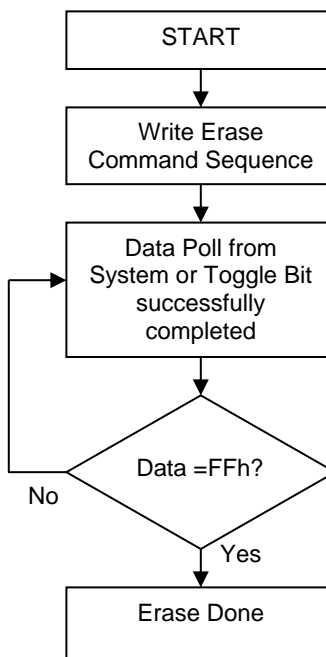 START
Write Erase
Command Sequence
Data Poll from
System or Toggle Bit
successfully
completed
Data =FFh?
No
Yes
Erase Done